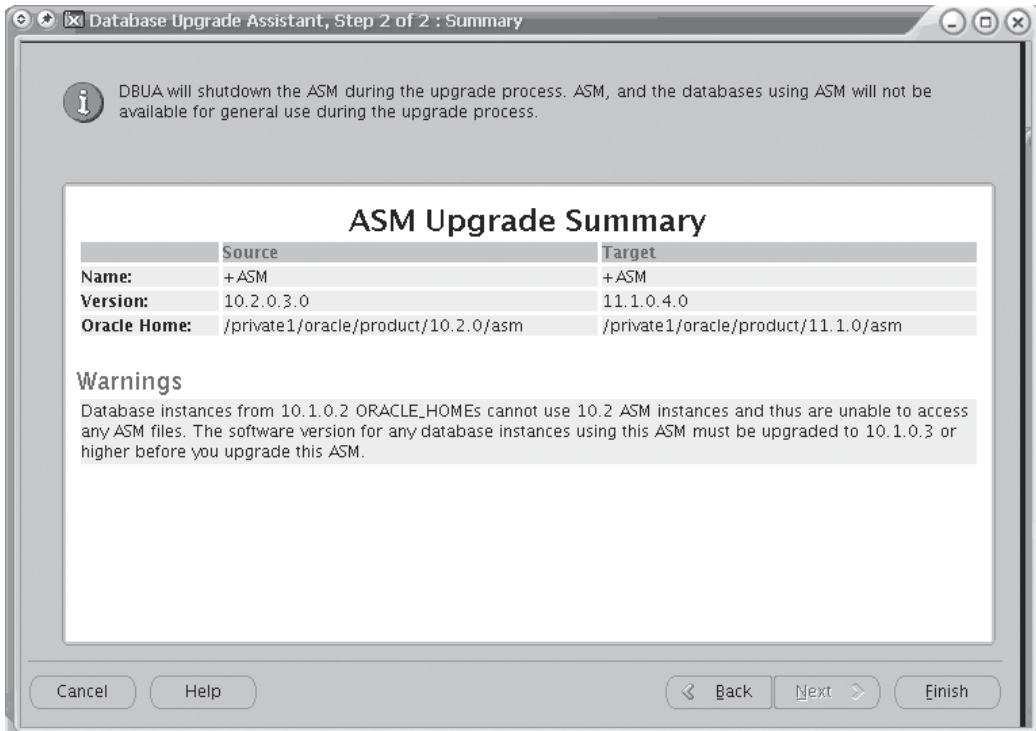 Database Upgrade Assistant, Step 2 of 2 : Summary
DBUA will shutdown the ASM during the upgrade process. ASM, and the databases using ASM will not be
available for general use during the upgrade process.
ASM Upgrade Summary
Source Target
Name: +ASM +ASM
Version: 10.2.0.3.0 11.1.0.4.0
Oracle Home: /private1/oracle/product/10.2.0/asm /private1/oracle/product/11.1.0/asm
Warnings
Database instances from 10.1.0.2 ORACLE_HOMEs cannot use 10.2 ASM instances and thus are unable to access
any ASM files. The software version for any database instances using this ASM must be upgraded to 10.1.0.3 or
higher before you upgrade this ASM.
Cancel Help Back Next Finish